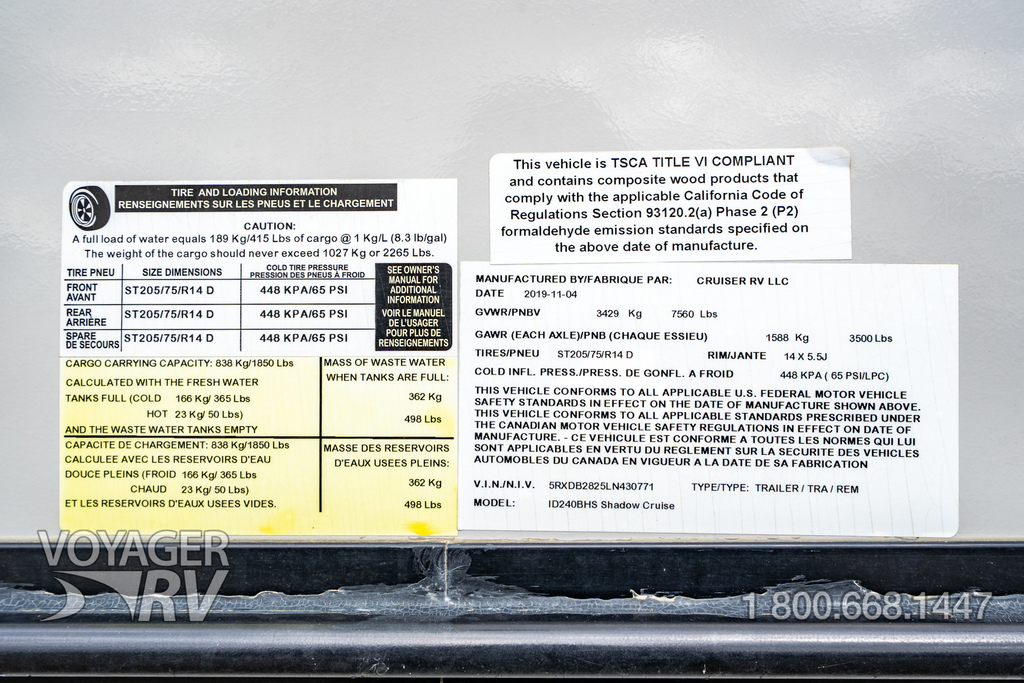 This vehicle is TSCA TITLE VI COMPLIANT
and contains composite wood products that
comply with the applicable California Code of
Regulations Section 93120.2(a) Phase 2 (P2)
formaldehyde emission standards specified on
the above date of manufacture.
TIRE AND LOADING INFORMATION
RENSEIGNEMENTS SUR LES PNEUS ET LE CHARGEMENT
CAUTION:
A full load of water equals 189 Kg/415 Lbs of cargo @ 1 Kg/L (8.3 lb/gal)
The weight of the cargo should never exceed 1027 Kg or 2265 Lbs.
TIRE PNEU SIZE DIMENSIONS COLD TIRE PRESSURE
PRESSION DES PNEUS À FROID
FRONT
AVANT ST205/75/R14 D 448 KPA/65 PSI
REAR
ARRIÈRE ST205/75/R14 D 448 KPA/65 PSI
SPARE
DE SECOURS ST205/75/R14 D 448 KPA/65 PSI
SEE OWNER'S
MANUAL FOR
ADDITIONAL
INFORMATION
VOIR LE MANUEL
DE L'USAGER
POUR PLUS DE
RENSEIGNEMENTS
CARGO CARRYING CAPACITY: 838 Kg/1850 Lbs
CALCULATED WITH THE FRESH WATER
TANKS FULL (COLD 166 Kg/ 365 Lbs
HOT 23 Kg/ 50 Lbs)
AND THE WASTE WATER TANKS EMPTY
MASS OF WASTE WATER
WHEN TANKS ARE FULL:
362 Kg
498 Lbs
CAPACITE DE CHARGEMENT: 838 Kg/1850 Lbs
CALCULEE AVEC LES RESERVOIRS D'EAU
DOUCE PLEINS (FROID 166 Kg/ 365 Lbs
CHAUD 23 Kg/ 50 Lbs)
ET LES RESERVOIRS D'EAUX USEES VIDES.
MASSE DES RESERVOIRS
D'EAUX USEES PLEINS:
362 Kg
498 Lbs
MANUFACTURED BY/FABRIQUE PAR: CRUISER RV LLC
DATE 2019-11-04
GVWR/PNBV 3429 Kg 7560 Lbs
GAWR (EACH AXLE)/PNB (CHAQUE ESSIEU) 1588 Kg 3500 Lbs
TIRES/PNEU ST205/75/R14 D RIM/JANTE 14 X 5.5J
COLD INFL. PRESS./PRESS. DE GONFL. A FROID 448 KPA ( 65 PSI/LPC)
THIS VEHICLE CONFORMS TO ALL APPLICABLE U.S. FEDERAL MOTOR VEHICLE
SAFETY STANDARDS IN EFFECT ON THE DATE OF MANUFACTURE SHOWN ABOVE.
THIS VEHICLE CONFORMS TO ALL APPLICABLE STANDARDS PRESCRIBED UNDER
THE CANADIAN MOTOR VEHICLE SAFETY REGULATIONS IN EFFECT ON DATE OF
MANUFACTURE. - CE VEHICULE EST CONFORME A TOUTES LES NORMES QUI LUI
SONT APPLICABLES EN VERTU DU REGLEMENT SUR LA SECURITE DES VEHICLES
AUTOMOBILES DU CANADA EN VIGUEUR A LA DATE DE SA FABRICATION
V.I.N./N.I.V. 5RXDB2825LN430771 TYPE/TYPE: TRAILER / TRA / REM
MODEL: ID240BHS Shadow Cruise
VOYAGER
RV
1 800.668.1447